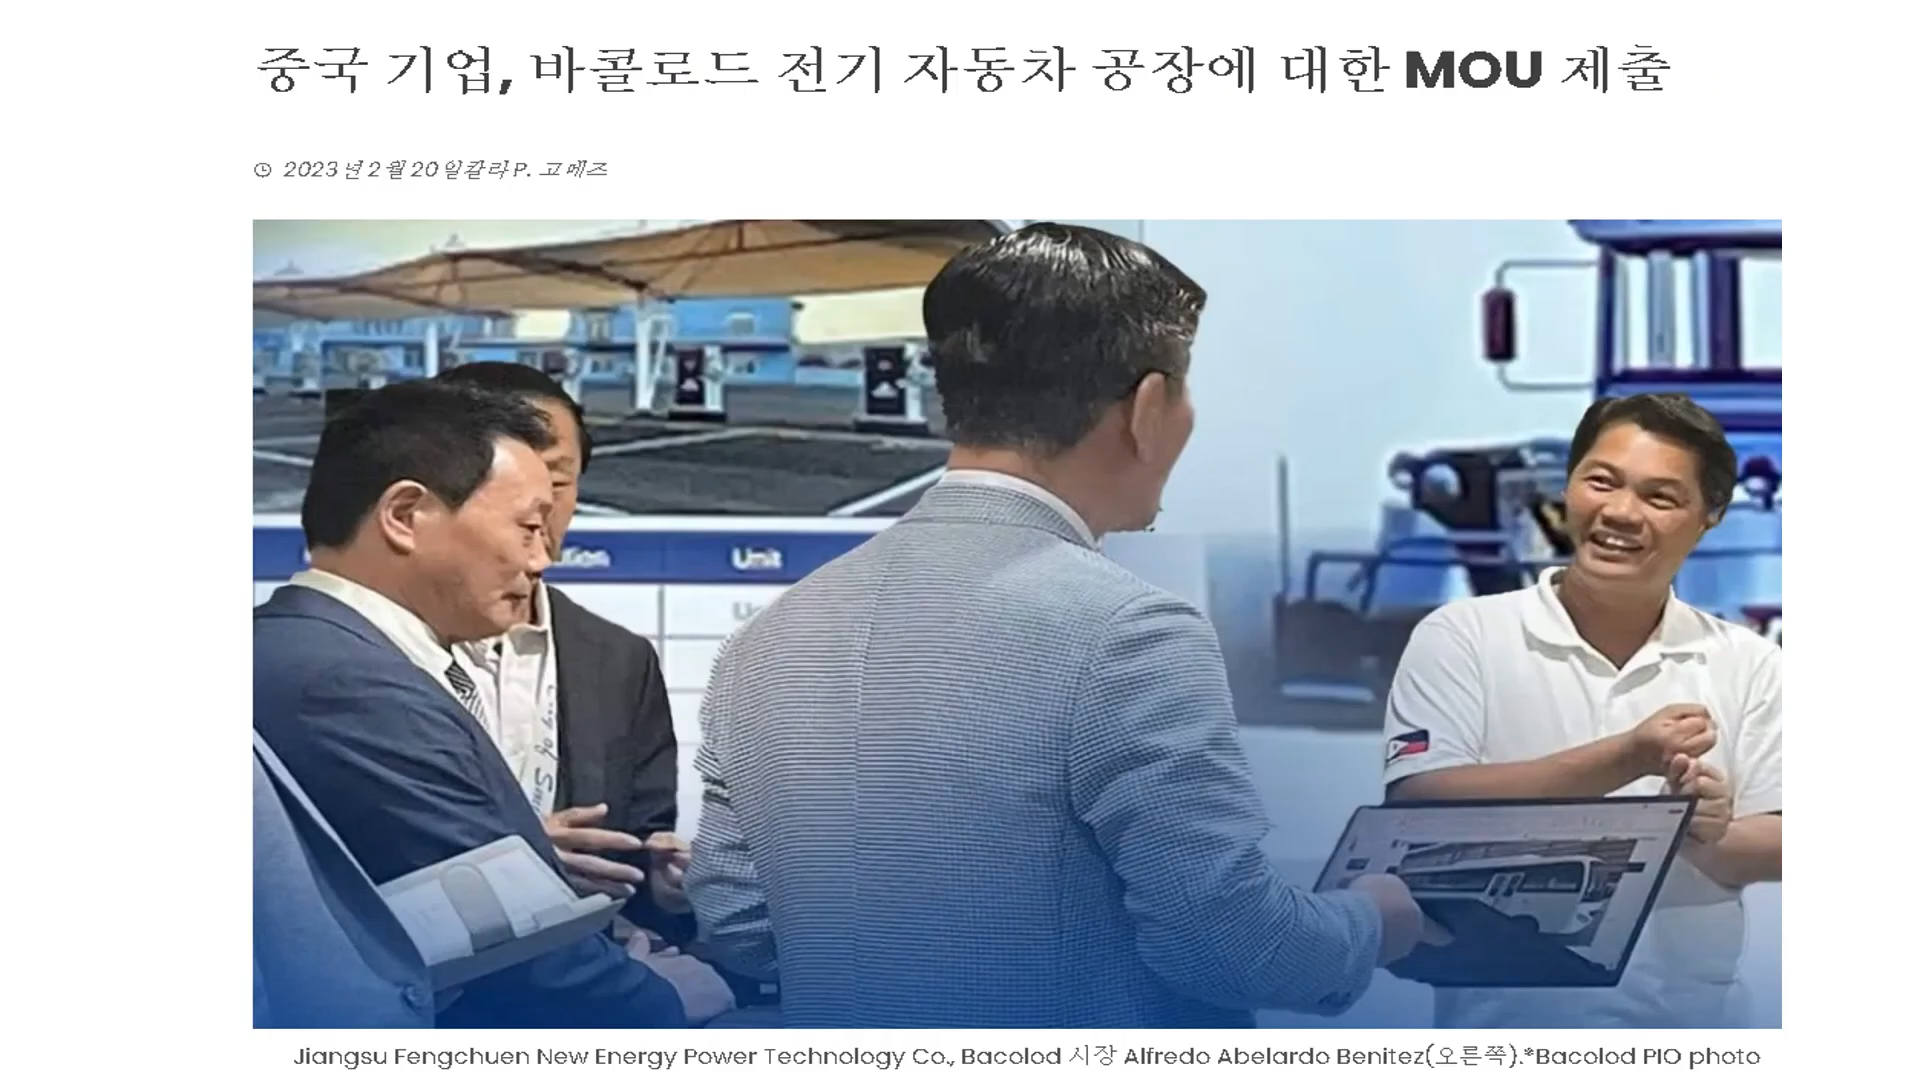 중국 기업, 바콜로드 전기 자동차 공장에 대한 MOU 제출
2023년 2월 20일칼라 P. 고메즈
Unit
Jiangsu Fengchuen New Energy Power Technology Co., Bacolod 시장 Alfredo Abelardo Benitez(오른쪽).*Bacolod PIO photo